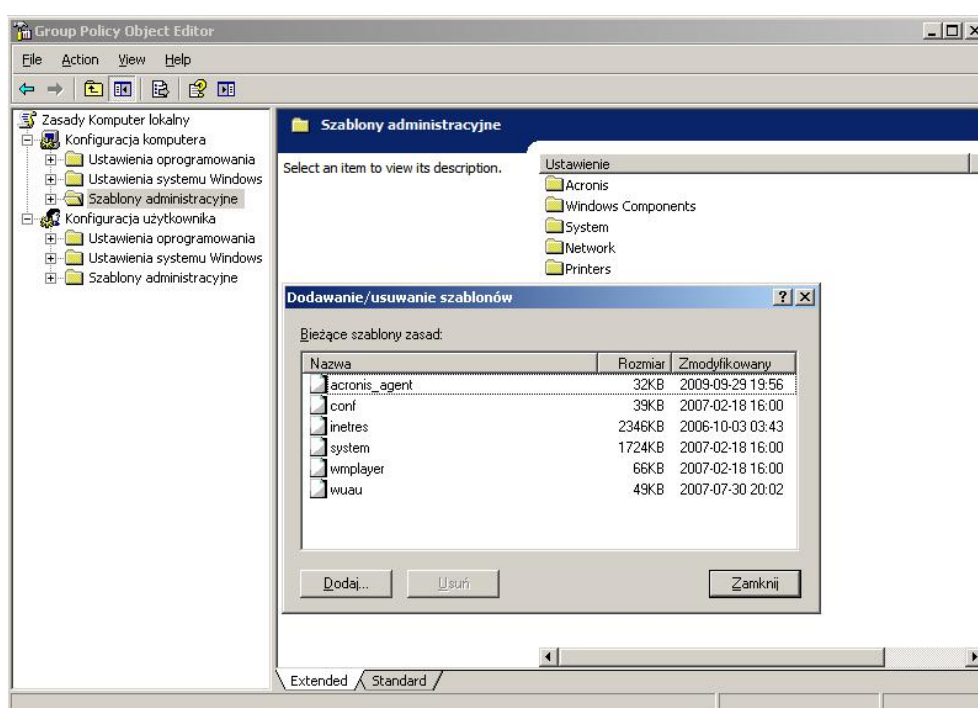 Group Policy Object Editor
File Action View Help
Zasady Komputer lokalny
Konfiguracja komputera
Ustawienia oprogramowania
Ustawienia systemu Windows
Szablony administracyjne
Konfiguracja użytkownika
Ustawienia oprogramowania
Ustawienia systemu Windows
Szablony administracyjne
Szablony administracyjne
Select an item to view its description.
Ustawienie
Acronis
Windows Components
System
Network
Printers
Dodawanie/usuwanie szablonów
Bieżące szablony zasad:
Nazwa Rozmiar Zmodyfikowany
acronis_agent 32KB 2009-09-29 19:56
conf 39KB 2007-02-18 16:00
inetres 2346KB 2006-10-03 03:43
system 1724KB 2007-02-18 16:00
wmplayer 66KB 2007-02-18 16:00
wuau 49KB 2007-07-30 20:02
Dodaj... Usuń Zamknij
Extended Standard